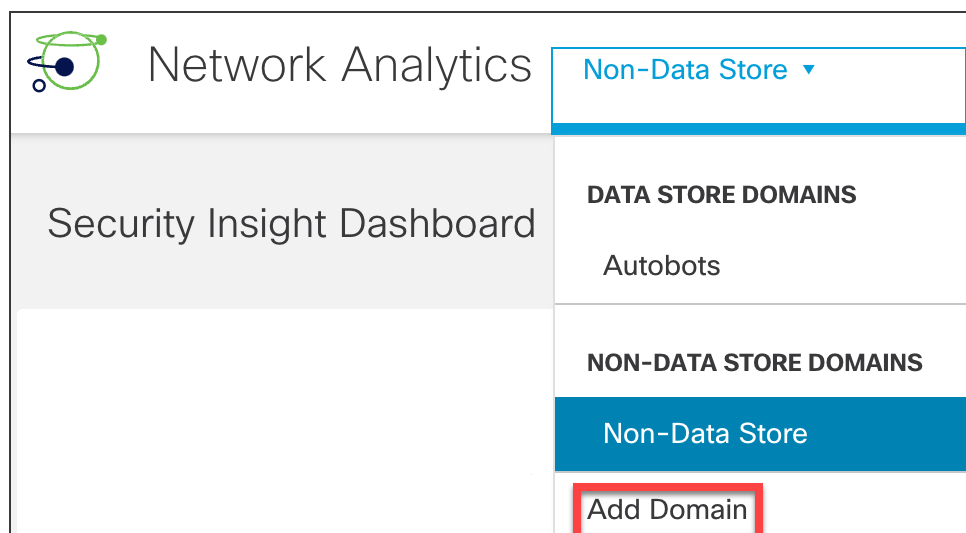 Network Analytics
Non-Data Store
Security Insight Dashboard
DATA STORE DOMAINS
Autobots
NON-DATA STORE DOMAINS
Non-Data Store
Add Domain